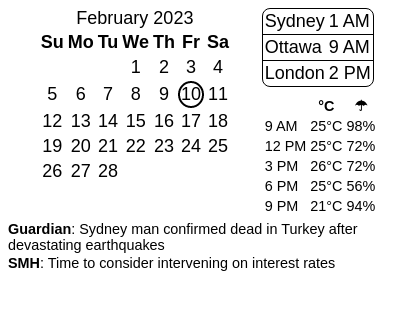 February 2023
Su Mo Tu We Th Fr Sa
1 2 3 4
5 6 7 8 9 10 11
12 13 14 15 16 17 18
19 20 21 22 23 24 25
26 27 28
Sydney 1 AM
Ottawa 9 AM
London 2 PM
°C ☂
9 AM 25°C 98%
12 PM 25°C 72%
3 PM 26°C 72%
6 PM 25°C 56%
9 PM 21°C 94%
Guardian: Sydney man confirmed dead in Turkey after
devastating earthquakes
SMH: Time to consider intervening on interest rates